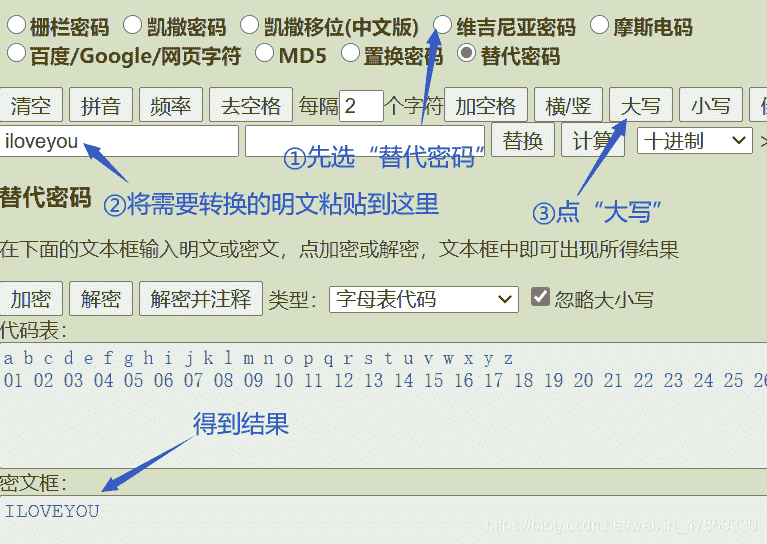 栅栏密码 凯撒密码 凯撒移位(中文版) 维吉尼亚密码 摩斯电码
百度/Google/网页字符 MD5 置换密码 替代密码
清空 拼音 频率 去空格 每隔 2 个字符 加空格 横/竖 大写 小写
iloveyou 替换 计算 十进制 >
①先选“替代密码”
替代密码 ②将需要转换的明文粘贴到这里 ③点“大写”
在下面的文本框输入明文或密文，点加密或解密，文本框中即可出现所得结果
加密 解密 解密并注释 类型： 字母表代码 忽略大小写
代码表：
a b c d e f g h i j k l m n o p q r s t u v w x y z
01 02 03 04 05 06 07 08 09 10 11 12 13 14 15 16 17 18 19 20 21 22 23 24 25 26
得到结果
密文框：
ILOVEYOU
https://blog.csdn.net/weixin_47869330